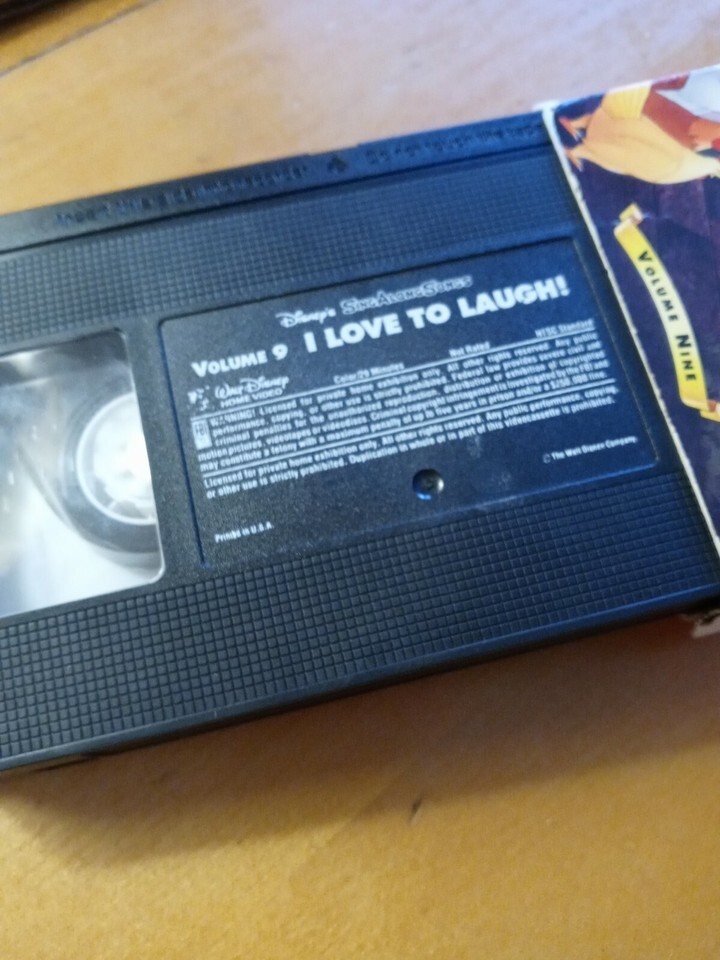 Disney's SING ALONG SONGS
VOLUME 9 I LOVE TO LAUGH!
Walt Disney
HOME VIDEO
Color/29 Minutes
Not Rated
NTSC Standard
FBI
WARNING! Licensed for private home exhibition only. All other rights reserved. Any public
performance, copying, or other use is strictly prohibited. Federal law provides severe civil and
criminal penalties for the unauthorized reproduction, distribution or exhibition of copyrighted
motion pictures, videotapes or videodiscs. Criminal copyright infringement is investigated by the FBI and
may constitute a felony with a maximum penalty of up to five years in prison and/or a $250,000 fine.
Licensed for private home exhibition only. All other rights reserved. Any public performance, copying
or other use is strictly prohibited. Duplication in whole or in part of this videocassette is prohibited.
© The Walt Disney Company.
Printed in U.S.A.
VOLUME NINE